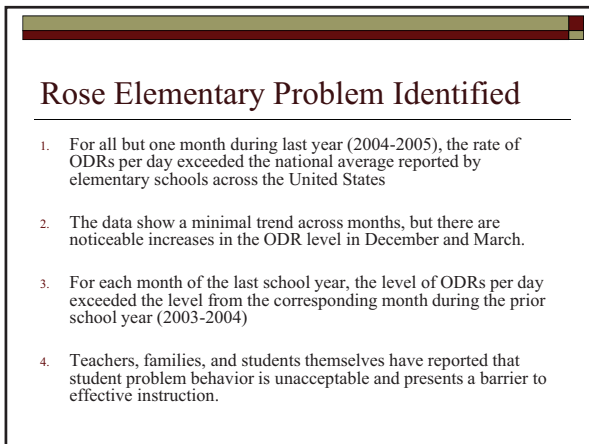 Rose Elementary Problem Identified
1. For all but one month during last year (2004-2005), the rate of
ODRs per day exceeded the national average reported by
elementary schools across the United States
2. The data show a minimal trend across months, but there are
noticeable increases in the ODR level in December and March.
3. For each month of the last school year, the level of ODRs per day
exceeded the level from the corresponding month during the prior
school year (2003-2004)
4. Teachers, families, and students themselves have reported that
student problem behavior is unacceptable and presents a barrier to
effective instruction.